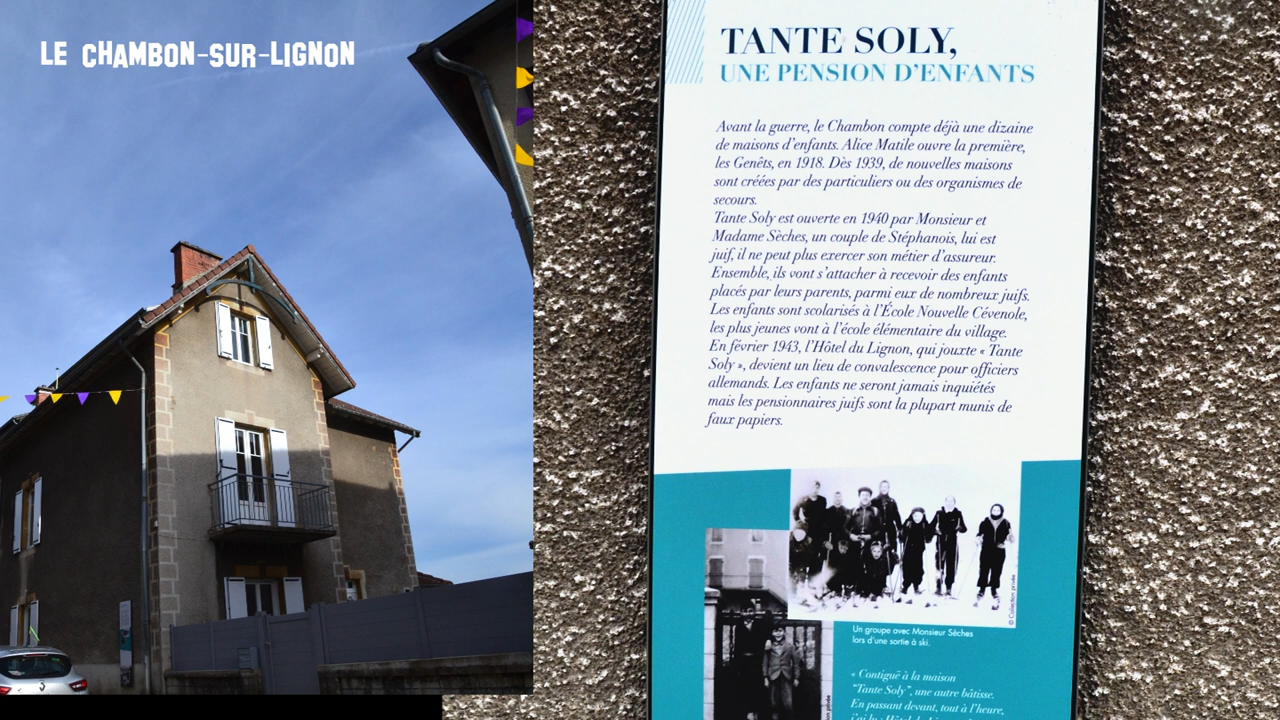 LE CHAMBON-SUR-LIGNON
TANTE SOLY,
UNE PENSION D'ENFANTS
Avant la guerre, le Chambon compte déjà une dizaine
de maisons d'enfants. Alice Matile ouvre la première,
les Genêts, en 1918. Dès 1939, de nouvelles maisons
sont créées par des particuliers ou des organismes de
secours.
Tante Soly est ouverte en 1940 par Monsieur et
Madame Sèches, un couple de Stéphanois, lui est
juif, il ne peut plus exercer son métier d'assureur.
Ensemble, ils vont s'attacher à recevoir des enfants
placés par leurs parents, parmi eux de nombreux juifs.
Les enfants sont scolarisés à l'École Nouvelle Cévenole,
les plus jeunes vont à l'école élémentaire du village.
En février 1943, l'Hôtel du Lignon, qui jouxte « Tante
Soly », devient un lieu de convalescence pour officiers
allemands. Les enfants ne seront jamais inquiétés
mais les pensionnaires juifs sont la plupart munis de
faux papiers.
© Collection privée
Un groupe avec Monsieur Sèches
lors d'une sortie à ski.
« Contiguë à la maison
"Tante Soly", une autre bâtisse.
En passant devant, tout à l'heure,